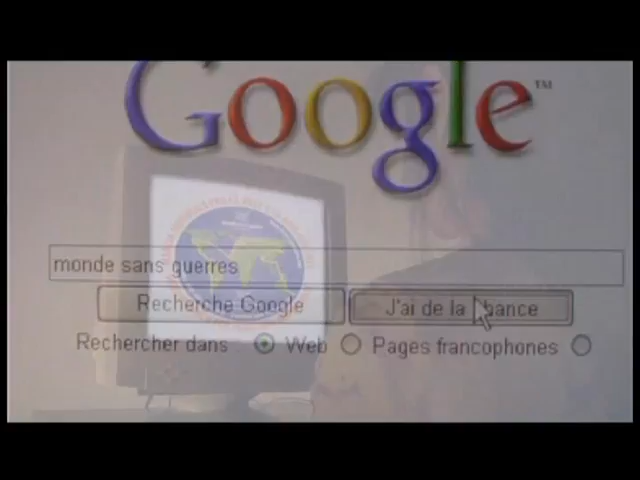 Google™
monde sans guerres
Recherche Google
J'ai de la chance
Rechercher dans : Web Pages francophones